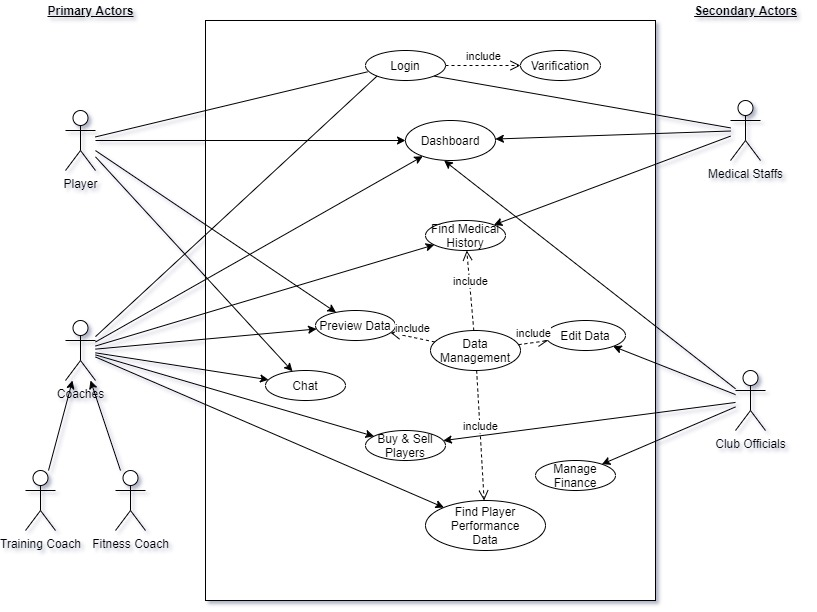 Primary Actors
Secondary Actors
Login
include
Varification
Player
Dashboard
Medical Staffs
Find Medical
History
include
Preview Data
include
Data
Management
include
Edit Data
Coaches
Chat
Buy & Sell
Players
include
Club Officials
Manage
Finance
Find Player
Performance
Data
Training Coach
Fitness Coach